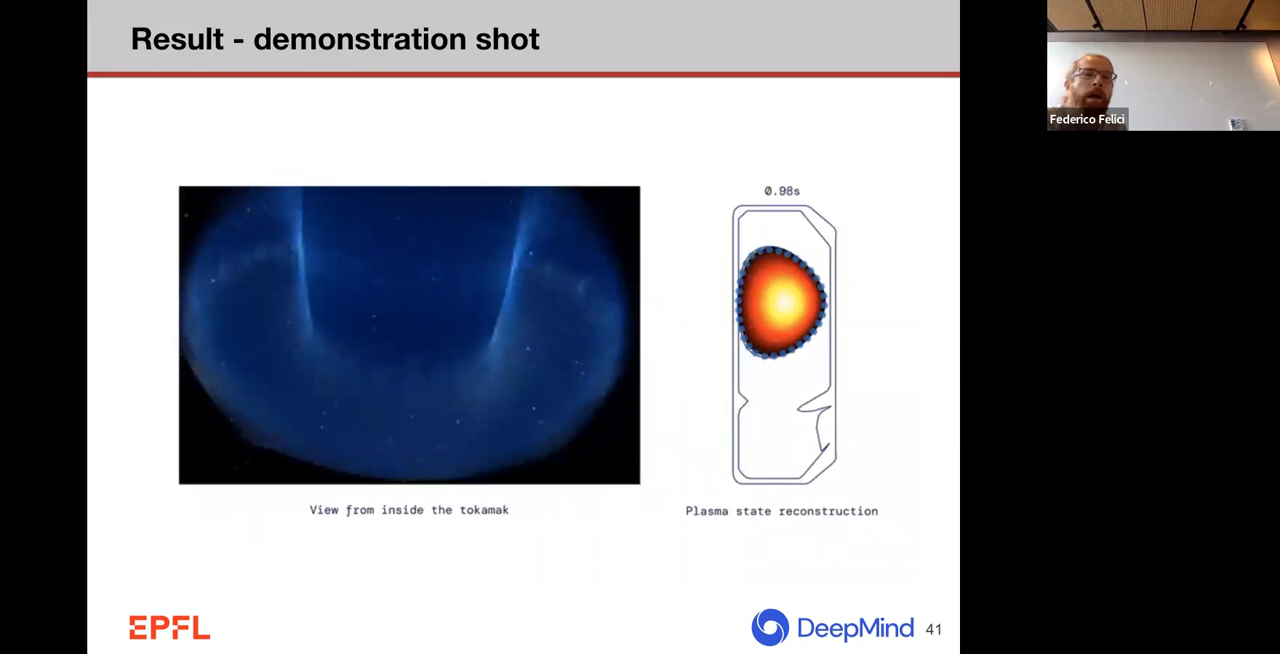 Result - demonstration shot
Federico Felici
0.98s
View from inside the tokamak
Plasma state reconstruction
EPFL
DeepMind
41